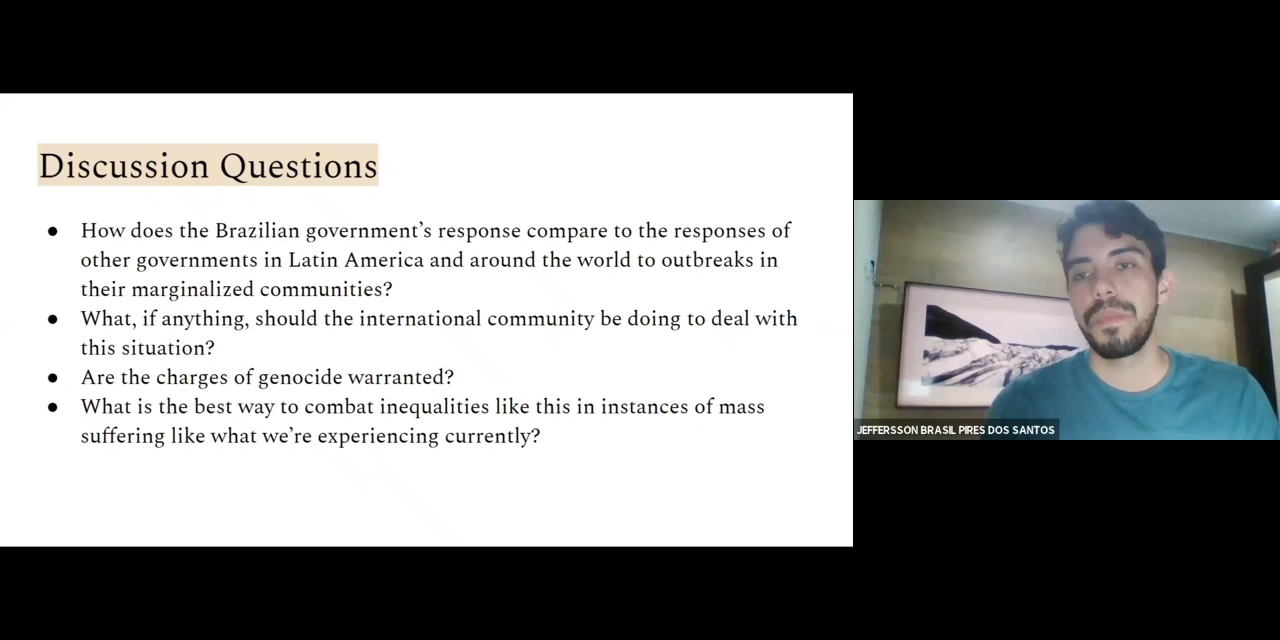 Discussion Questions
● How does the Brazilian government’s response compare to the responses of
other governments in Latin America and around the world to outbreaks in
their marginalized communities?
● What, if anything, should the international community be doing to deal with
this situation?
● Are the charges of genocide warranted?
● What is the best way to combat inequalities like this in instances of mass
suffering like what we’re experiencing currently?
JEFFERSSON BRASIL PIRES DOS SANTOS